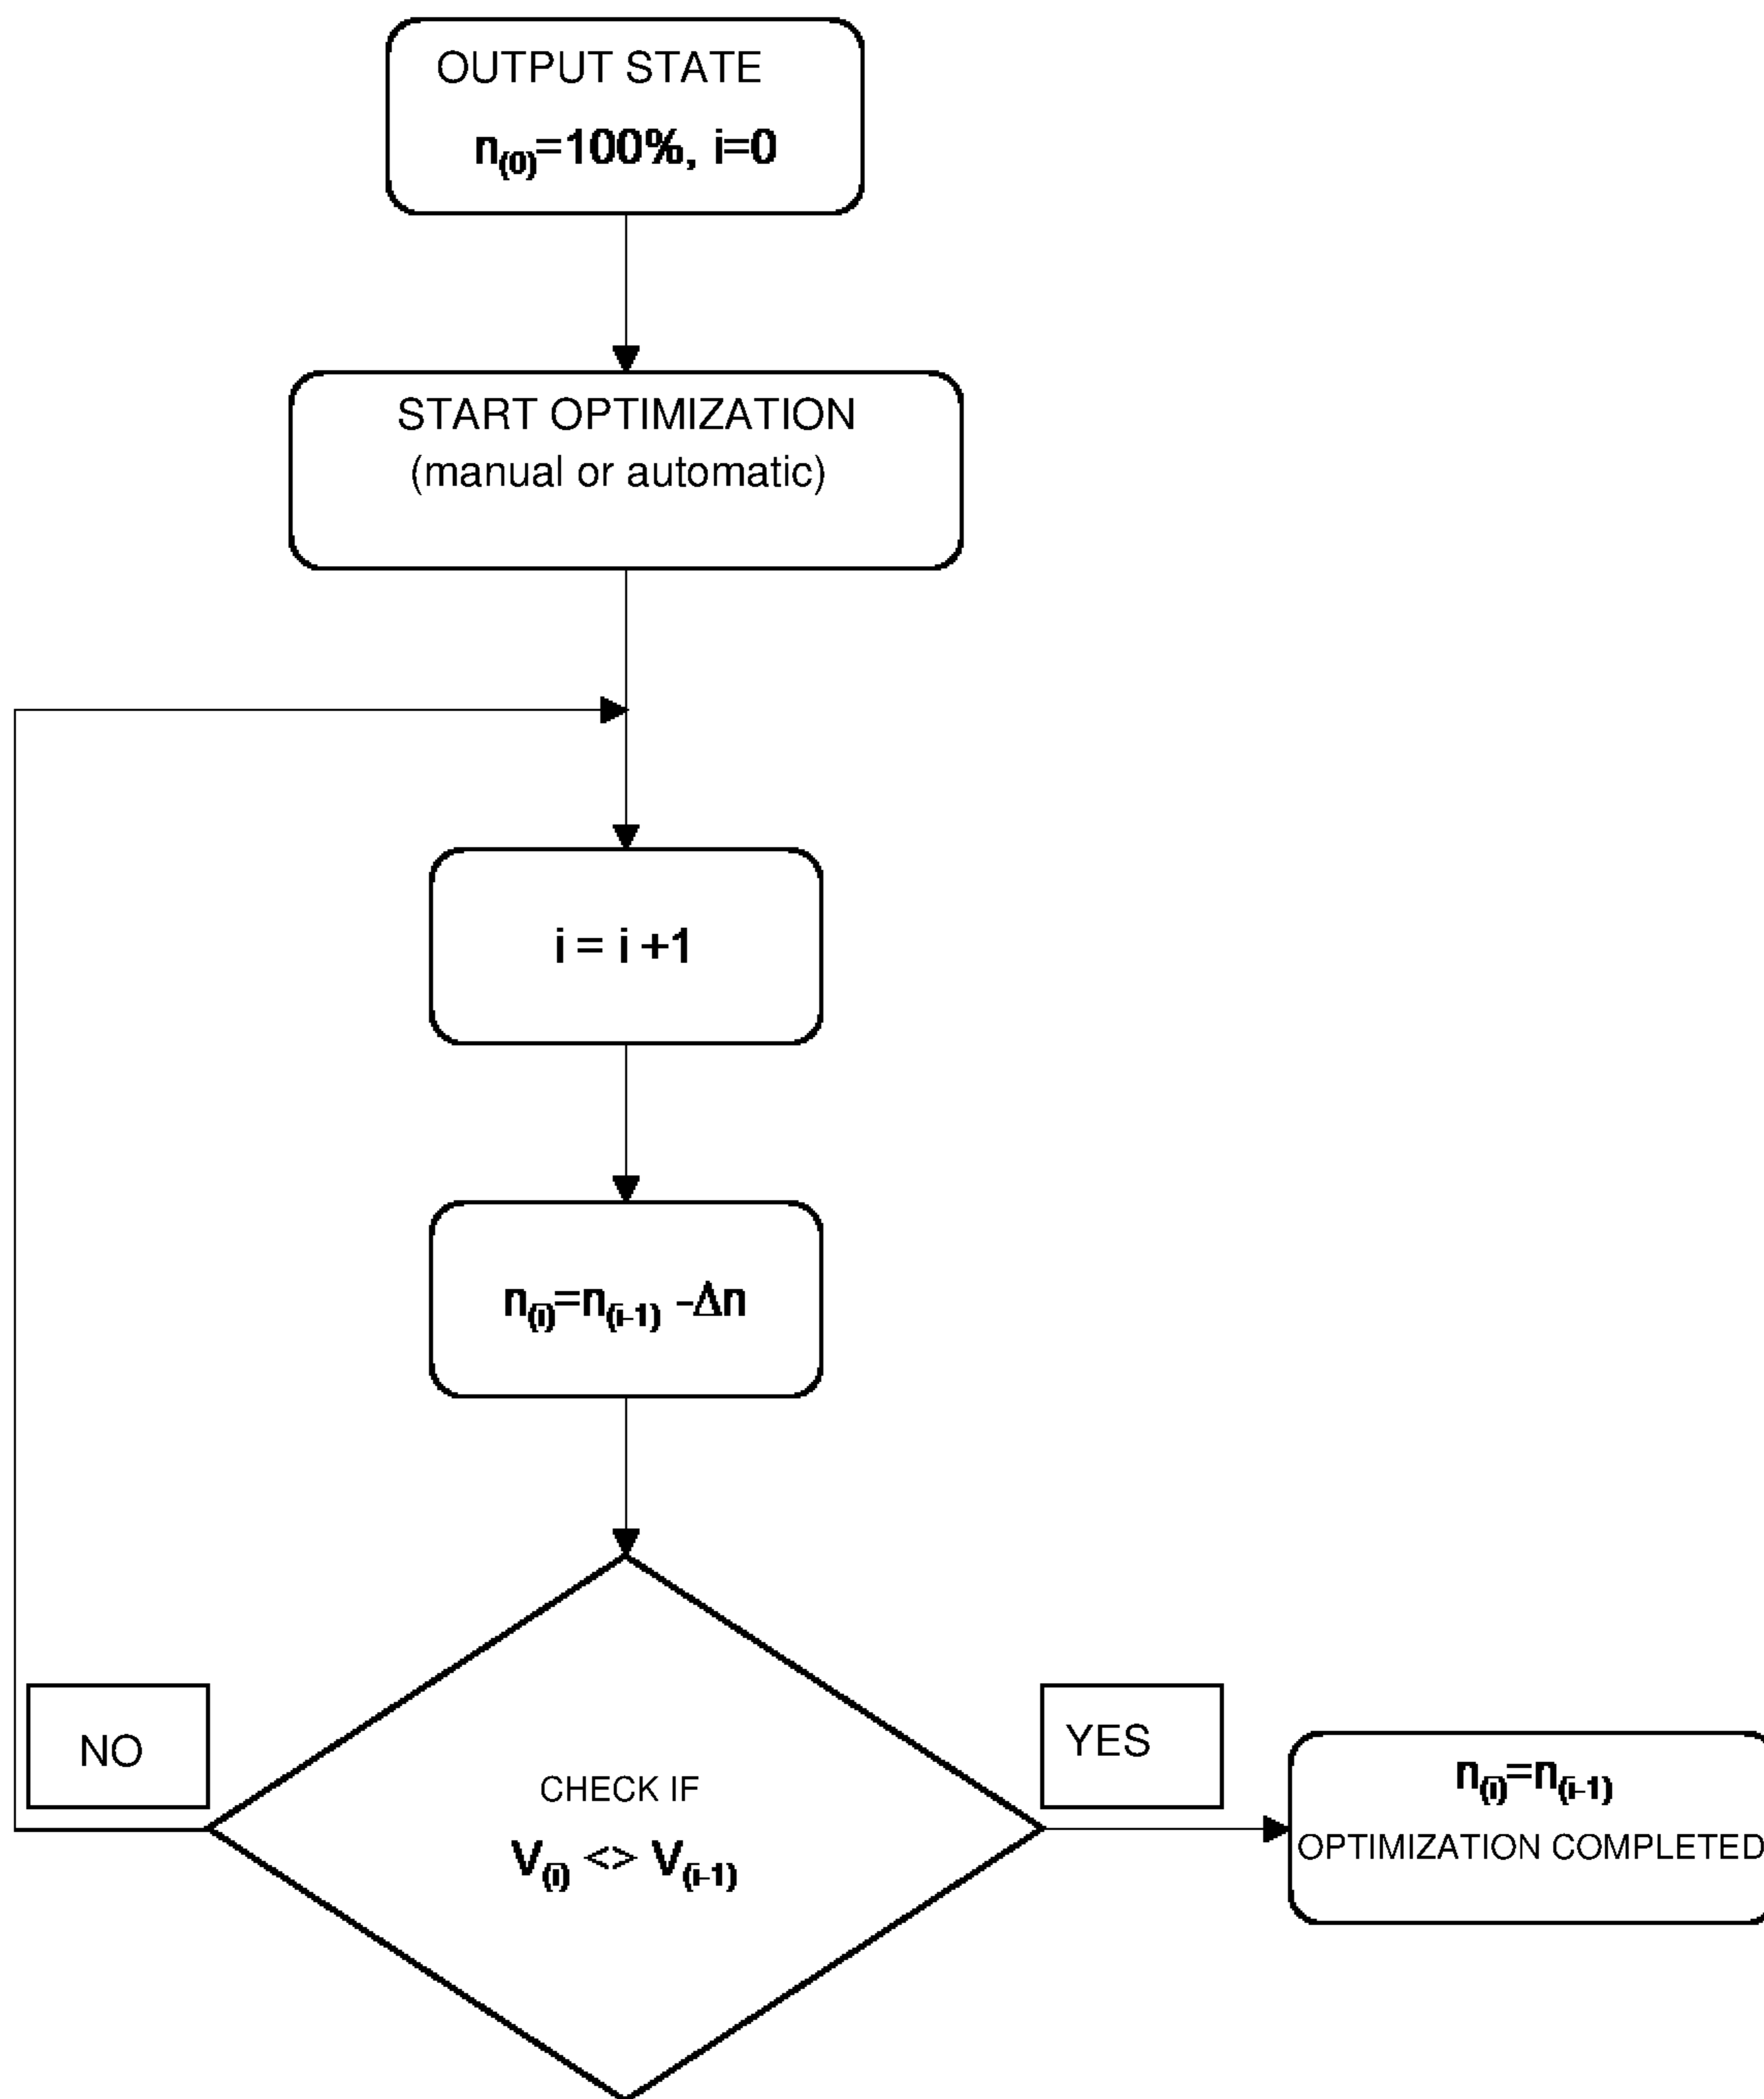 OUTPUT STATE
n(0)=100%, i=0
START OPTIMIZATION
(manual or automatic)
i = i +1
n(i)=n(i-1) -Δn
NO
CHECK IF
V(i) <> V(i-1)
YES
n(i)=n(i-1)
OPTIMIZATION COMPLETED